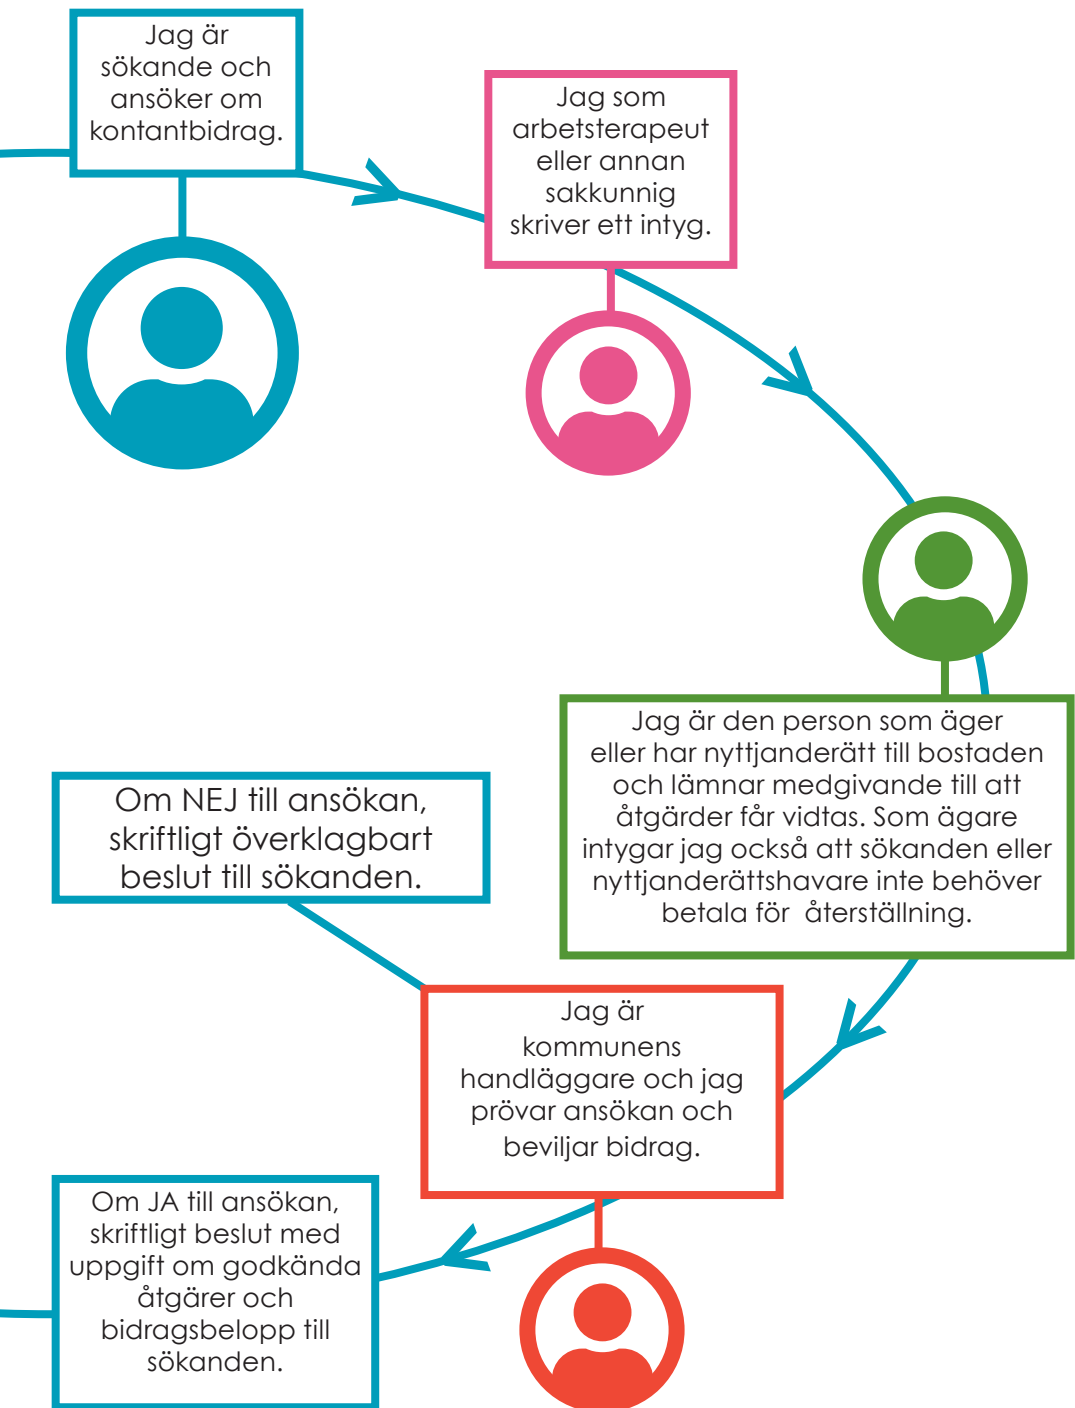 Jag är
sökande och
ansöker om
kontantbidrag.
Jag som
arbetsterapeut
eller annan
sakkunnig
skriver ett intyg.
Jag är den person som äger
eller har nyttjanderätt till bostaden
och lämnar medgivande till att
åtgärder får vidtas. Som ägare
intygar jag också att sökanden eller
nyttjanderättshavare inte behöver
betala för återställning.
Om NEJ till ansökan,
skriftligt överklagbart
beslut till sökanden.
Jag är
kommunens
handläggare och jag
prövar ansökan och
beviljar bidrag.
Om JA till ansökan,
skriftligt beslut med
uppgift om godkända
åtgärer och
bidragsbelopp till
sökanden.